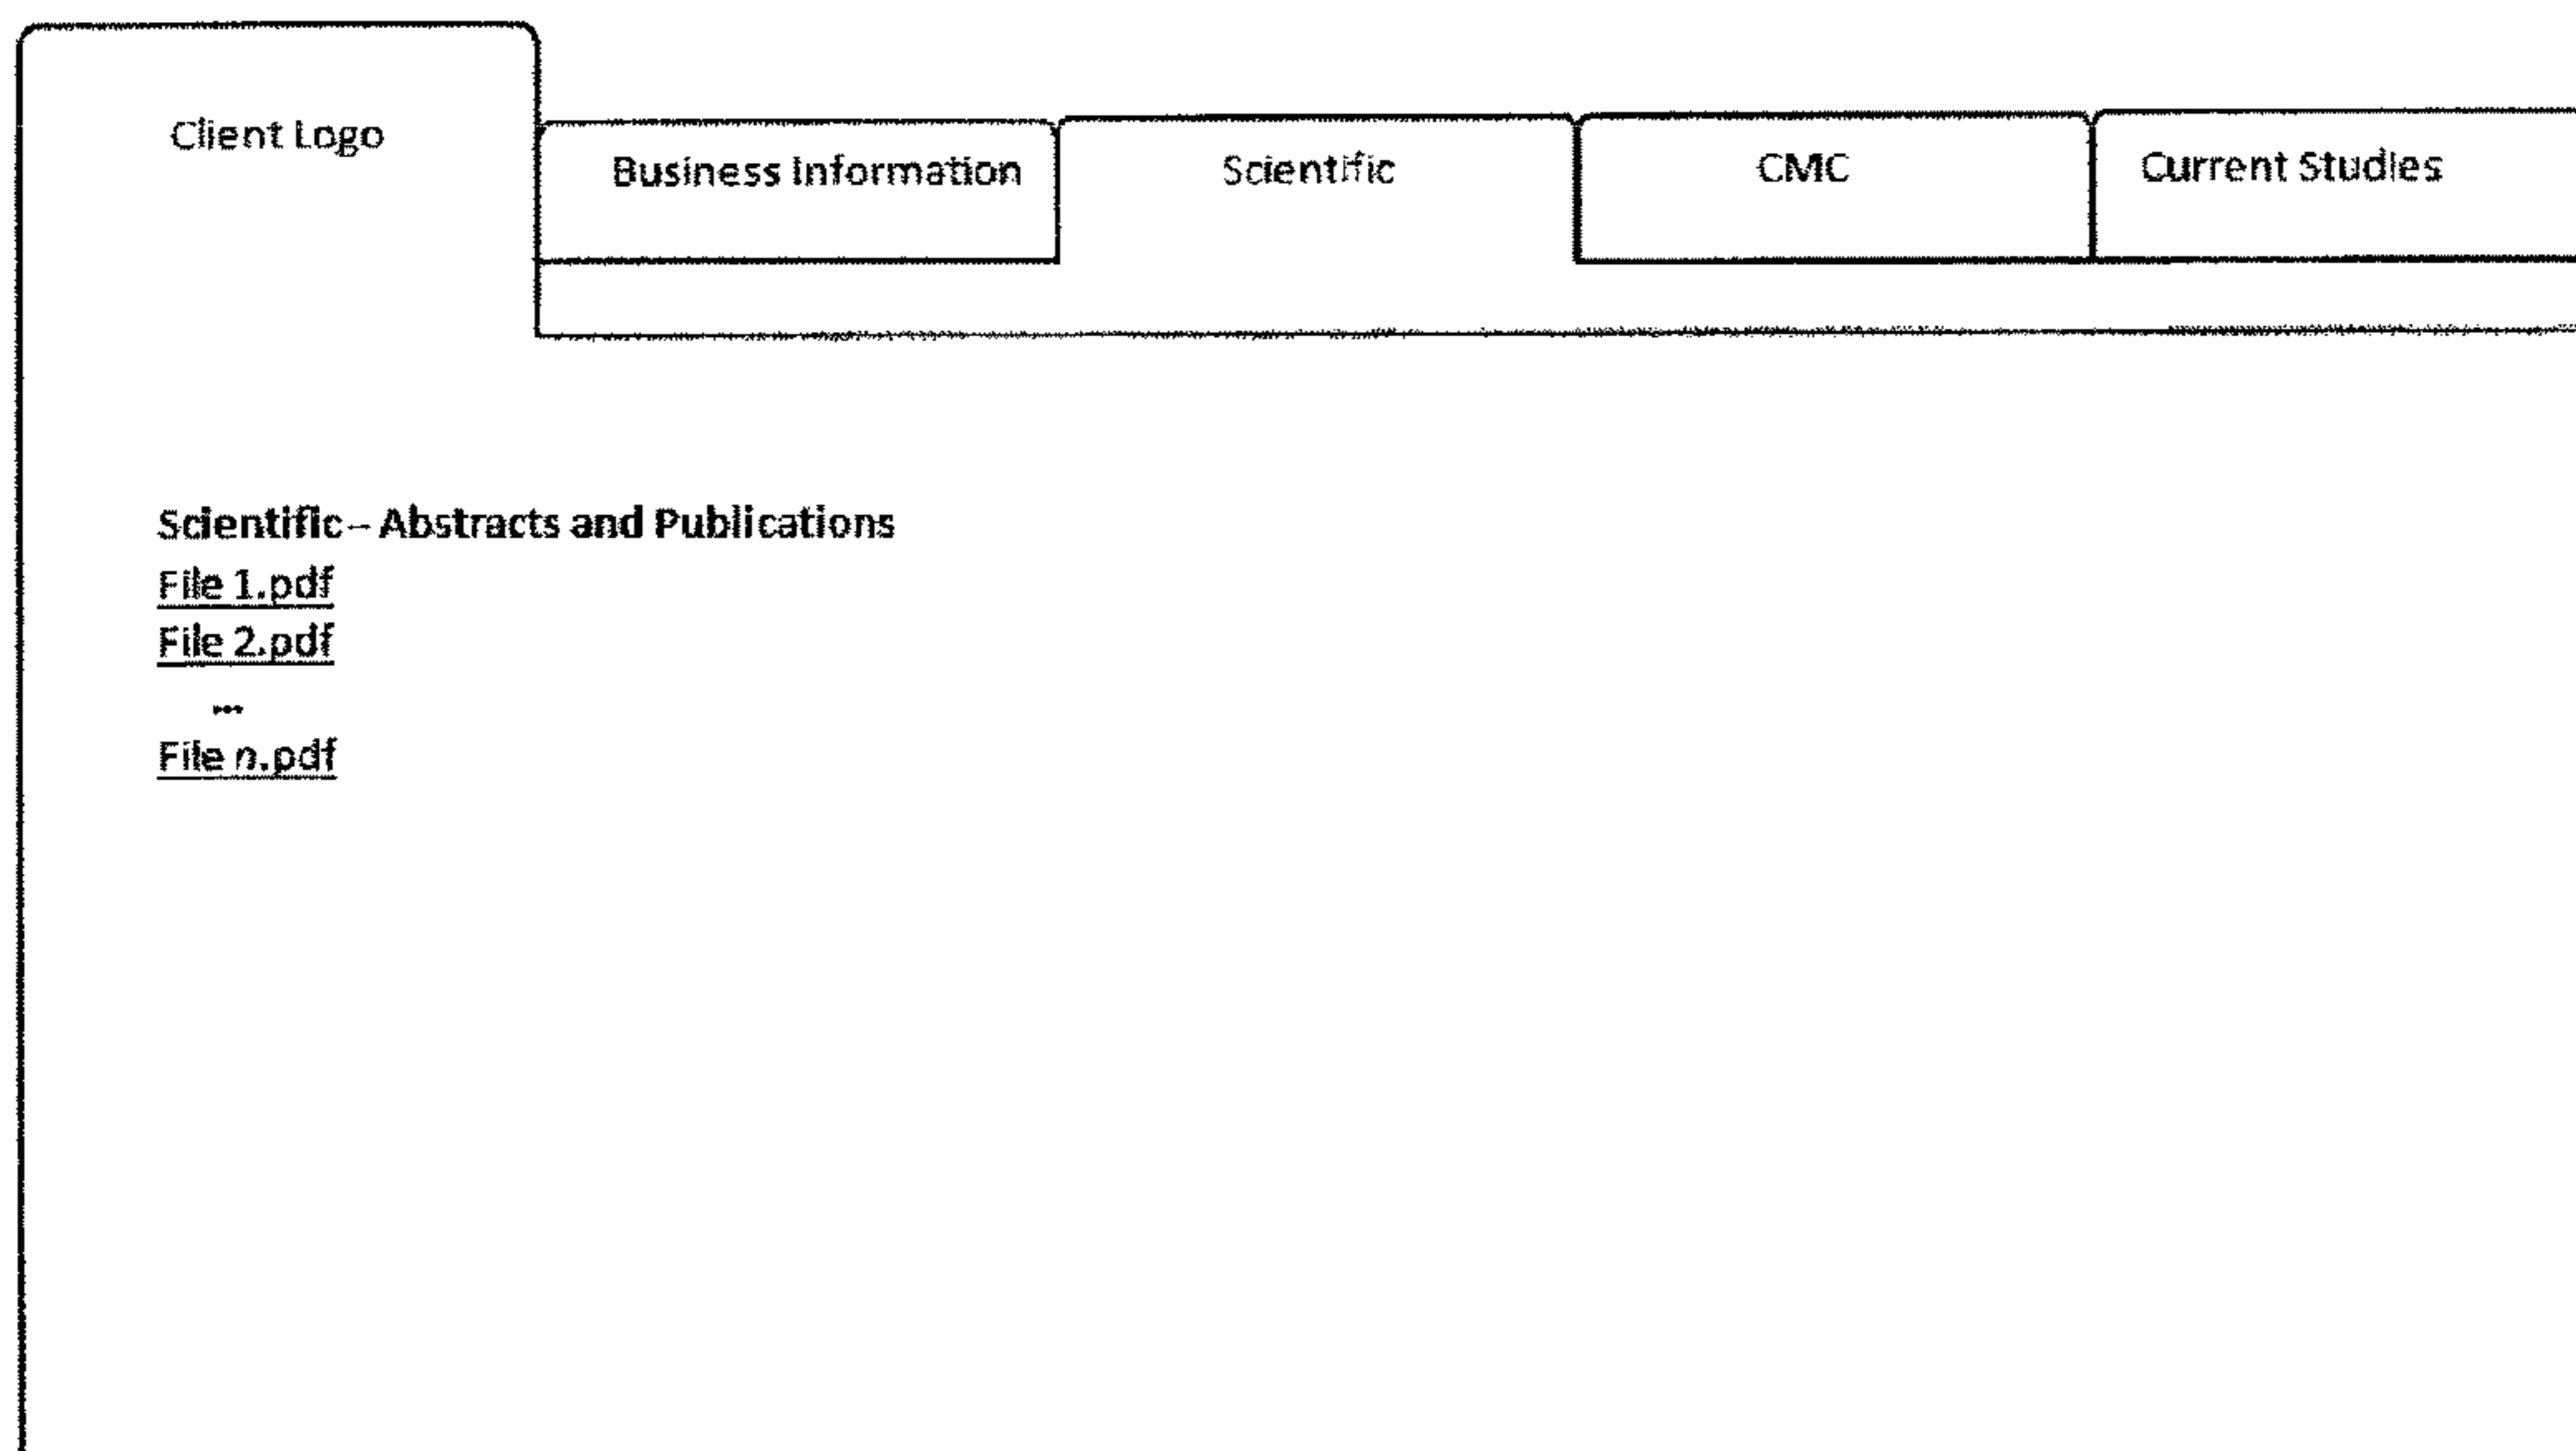 Client Logo
Business Information
Scientific
CMC
Current Studies
Scientific – Abstracts and Publications
File 1.pdf
File 2.pdf
...
File n.pdf